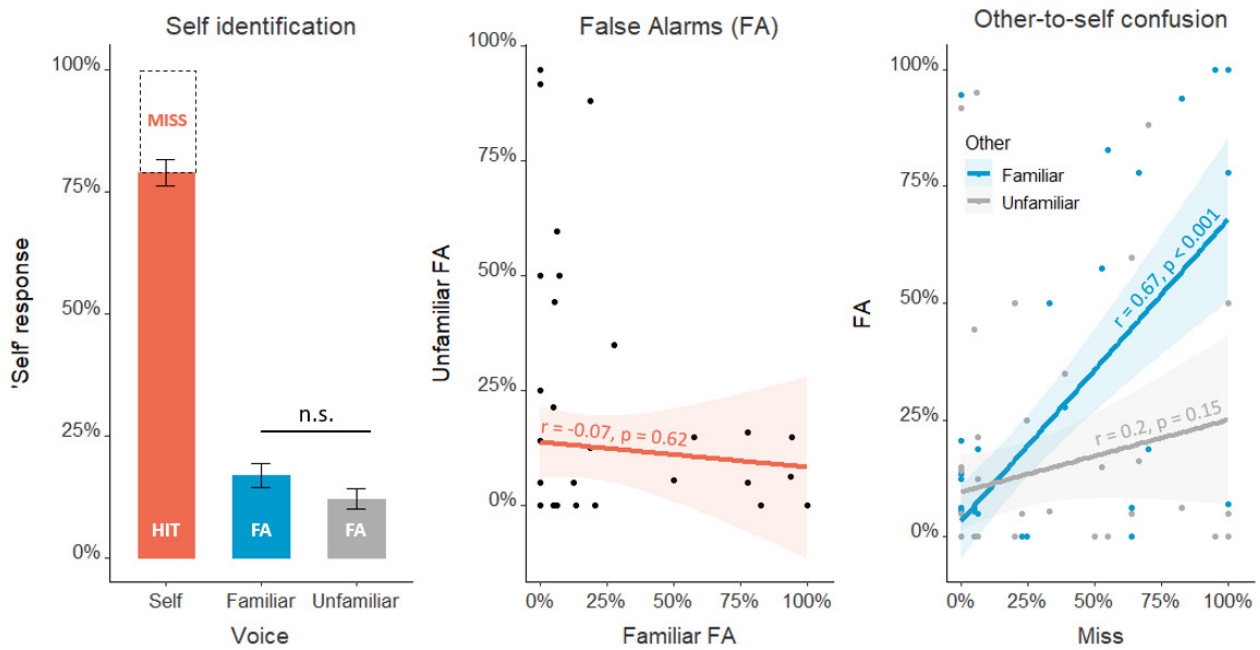 Self identification
'Self' response
100%
75%
50%
25%
0%
MISS
HIT
FA
FA
n.s.
Self
Familiar
Unfamiliar
Voice
False Alarms (FA)
Unfamiliar FA
100%
75%
50%
25%
0%
r = -0.07, p = 0.62
0%
25%
50%
75%
100%
Familiar FA
Other-to-self confusion
FA
100%
75%
50%
25%
0%
Other
Familiar
Unfamiliar
r = 0.67, p < 0.001
r = 0.2, p = 0.15
0%
25%
50%
75%
100%
Miss